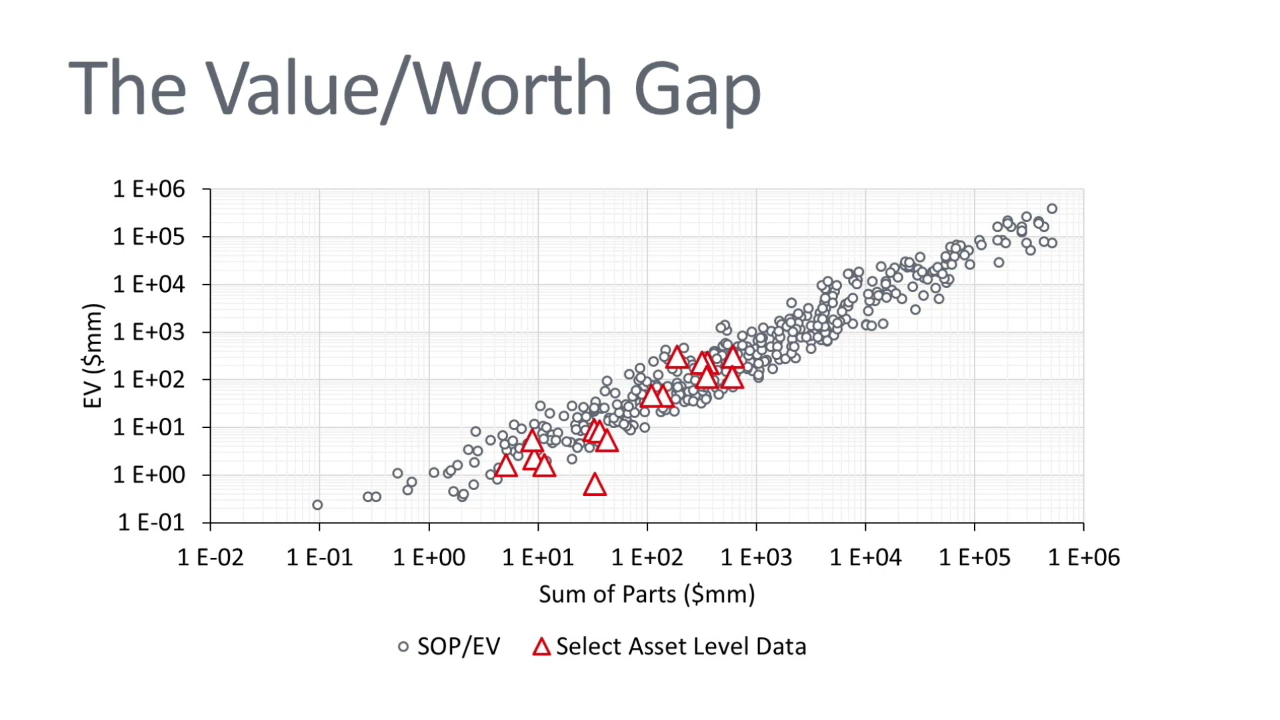 The Value/Worth Gap
1 E+06
1 E+05
1 E+04
1 E+03
1 E+02
1 E+01
1 E+00
1 E-01
EV ($mm)
1 E-02 1 E-01 1 E+00 1 E+01 1 E+02 1 E+03 1 E+04 1 E+05 1 E+06
Sum of Parts ($mm)
SOP/EV Select Asset Level Data